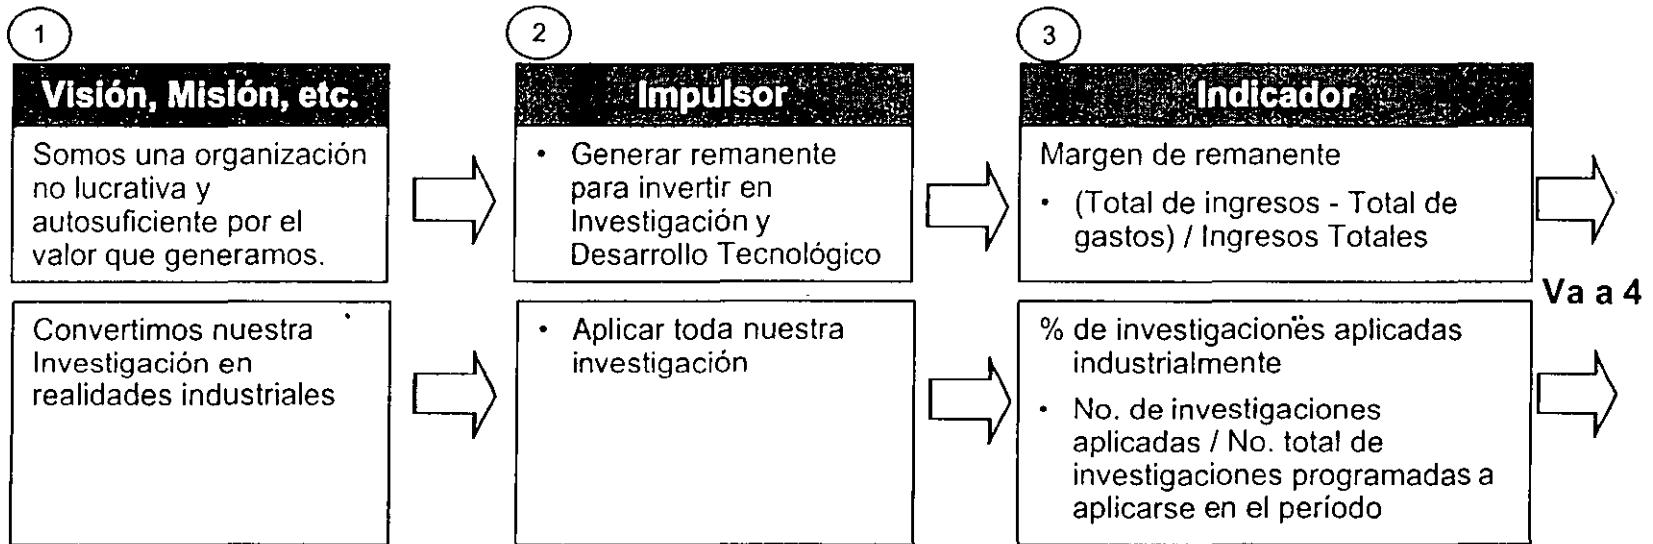 1
Visión, Misión, etc.
Somos una organización
no lucrativa y
autosuficiente por el
valor que generamos.
Convertimos nuestra
Investigación en
realidades industriales
2
Impulsor
• Generar remanente
para invertir en
Investigación y
Desarrollo Tecnológico
• Aplicar toda nuestra
investigación
3
Indicador
Margen de remanente
• (Total de ingresos - Total de
gastos) / Ingresos Totales
% de investigaciones aplicadas
industrialmente
• No. de investigaciones
aplicadas / No. total de
investigaciones programadas a
aplicarse en el período
Va a 4